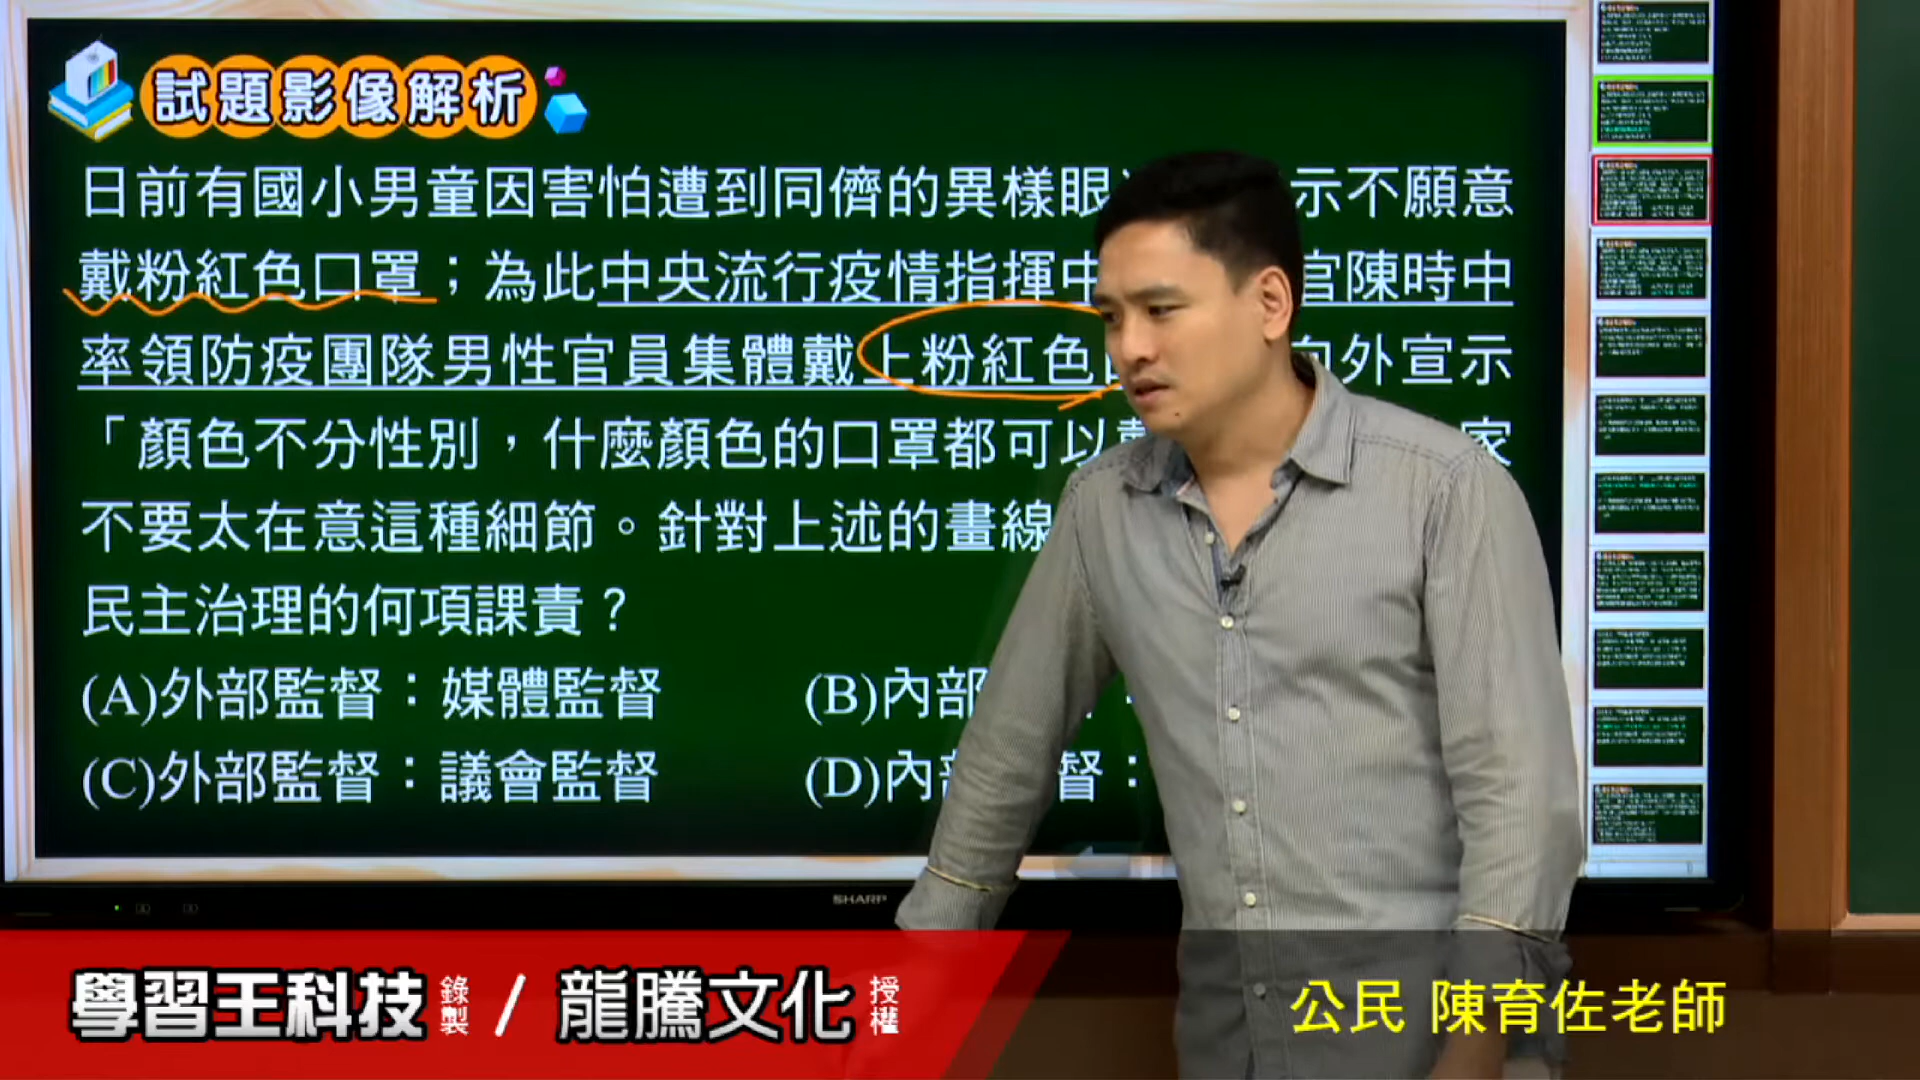 試題影像解析
日前有國小男童因害怕遭到同儕的異樣眼 示不願意
戴粉紅色口罩；為此中央流行疫情指揮中 官陳時中
率領防疫團隊男性官員集體戴上粉紅色 向外宣示
「顏色不分性別，什麼顏色的口罩都可以 家
不要太在意這種細節。針對上述的畫線
民主治理的何項課責？
(A)外部監督：媒體監督 (B)內部
(C)外部監督：議會監督 (D)內 督：
SHARP
學習王科技 錄製 / 龍騰文化 授權
公民 陳育佐老師